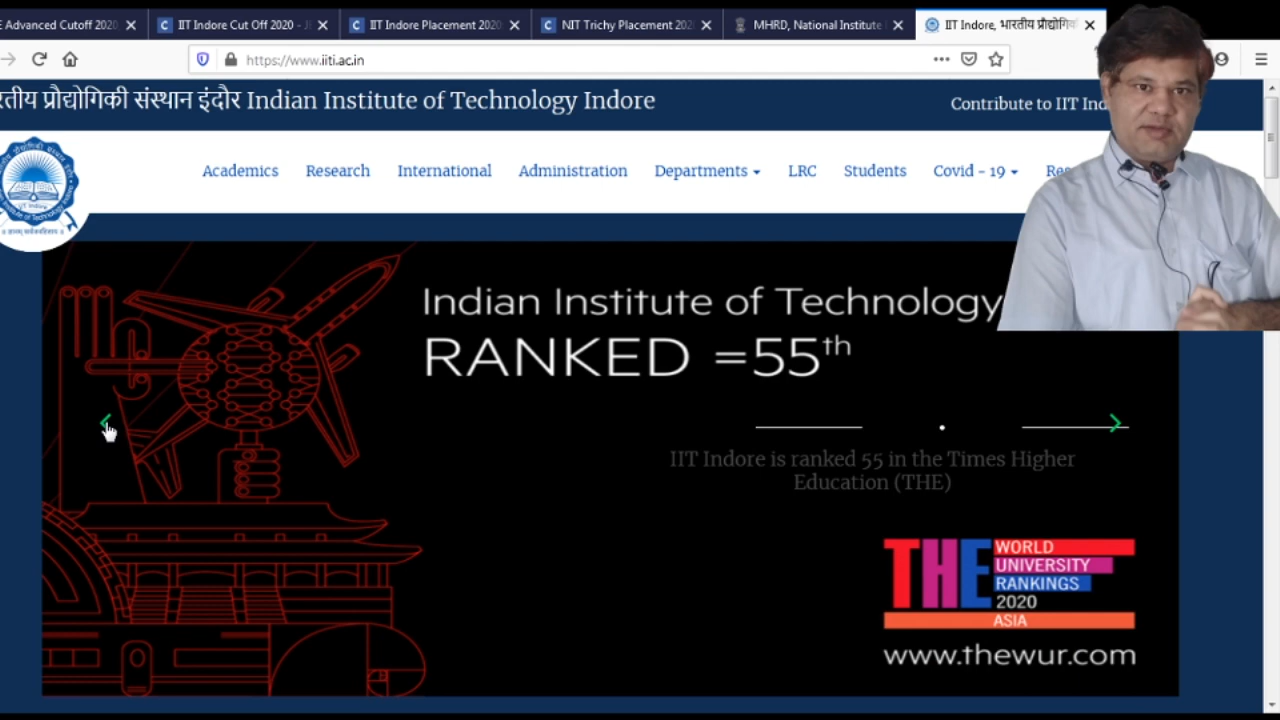 E Advanced Cutoff 2020
IIT Indore Cut Off 2020 - J
IIT Indore Placement 2020
NIT Trichy Placement 202
MHRD, National Institute
IIT Indore, भारतीय प्रौद्योगिक
https://www.iiti.ac.in
रतीय प्रौद्योगिकी संस्थान इंदौर Indian Institute of Technology Indore
Contribute to IIT Ind
Academics
Research
International
Administration
Departments
LRC
Students
Covid - 19
Indian Institute of Technology
RANKED =55th
IIT Indore is ranked 55 in the Times Higher
Education (THE)
THE
WORLD
UNIVERSITY
RANKINGS
2020
ASIA
www.thewur.com